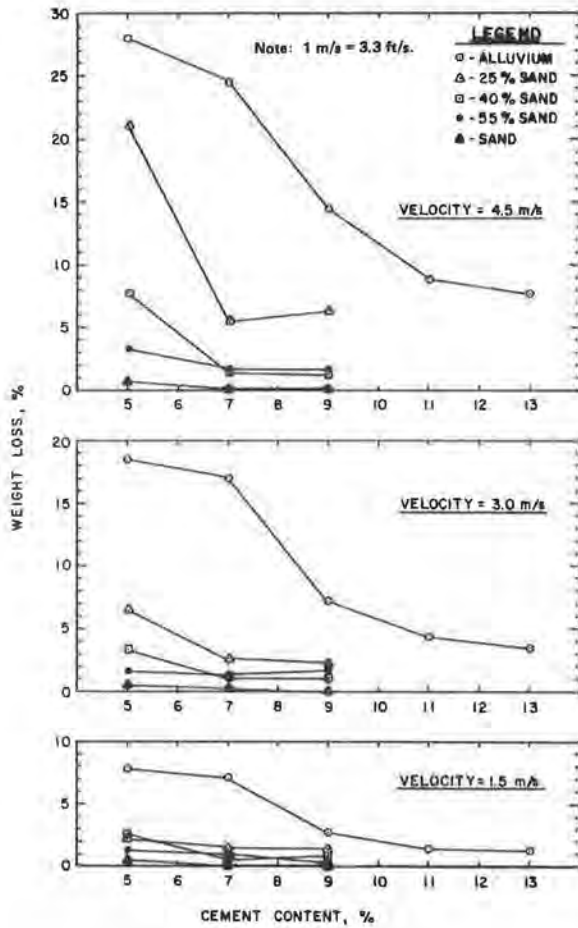 30
25
20
15
10
5
0
Note: 1 m/s = 3.3 ft/s.
LEGEND
- ALLUVIUM
- 25 % SAND
- 40% SAND
- 55% SAND
- SAND
VELOCITY = 4.5 m/s
5 6 7 8 9 10 11 12 13
WEIGHT LOSS, %
20
15
10
5
0
VELOCITY = 3.0 m/s
5 6 7 8 9 10 11 12 13
10
5
0
VELOCITY = 1.5 m/s
5 6 7 8 9 10 11 12 13
CEMENT CONTENT, %